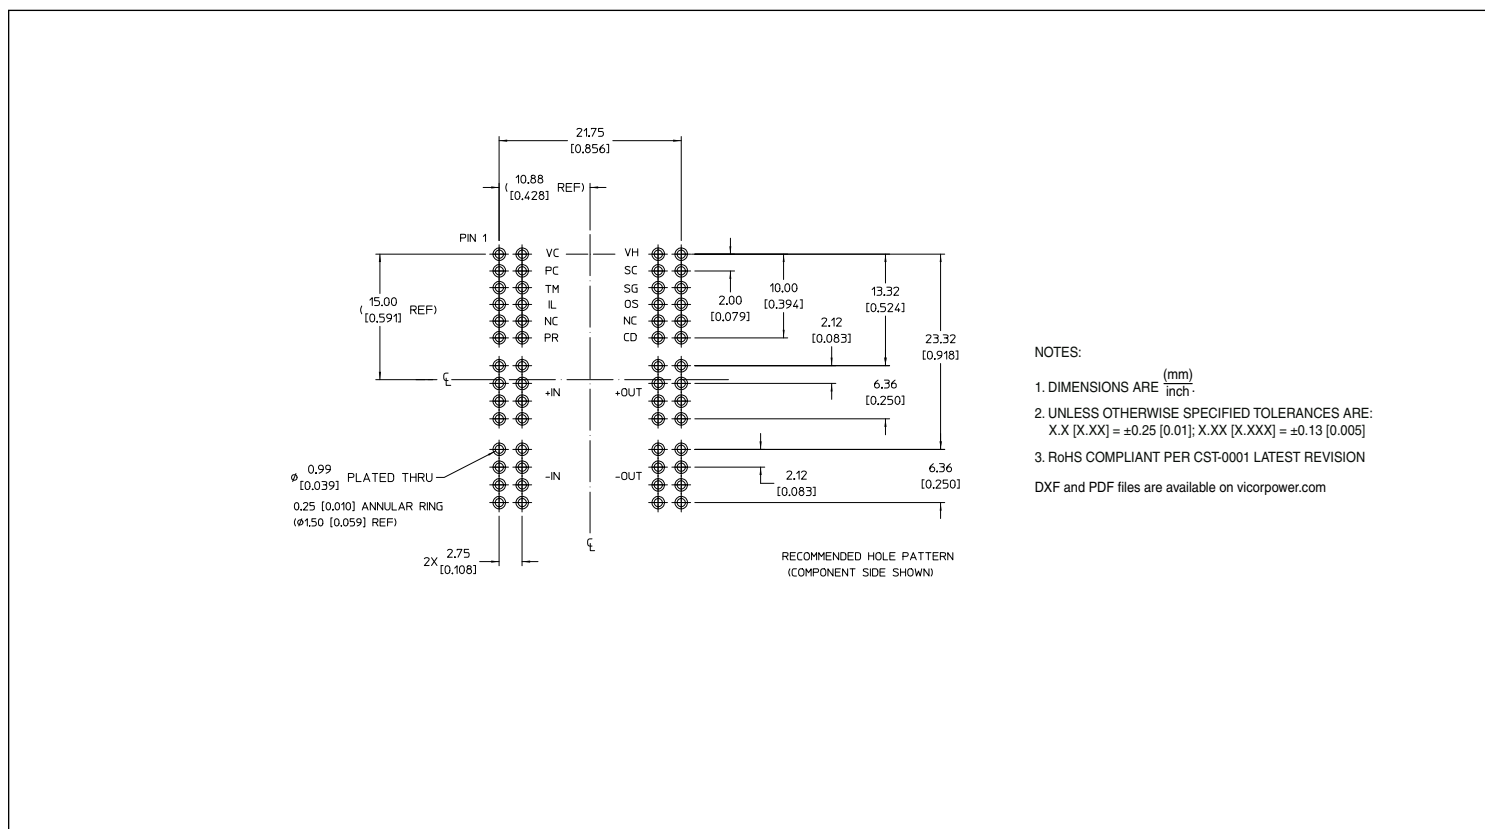 21.75
[0.856]
( 10.88 REF)
[0.428]
PIN 1
VC VH
PC SC
TM SG
IL OS
NC NC
PR CD
( 15.00 REF)
[0.591]
2.00
[0.079]
10.00
[0.394]
13.32
[0.524]
2.12
[0.083]
23.32
[0.918]
℄
+IN +OUT
6.36
[0.250]
-IN -OUT
2.12
[0.083]
6.36
[0.250]
ø 0.99 PLATED THRU
[0.039]
0.25 [0.010] ANNULAR RING
(ø1.50 [0.059] REF)
℄
2X 2.75
[0.108]
RECOMMENDED HOLE PATTERN
(COMPONENT SIDE SHOWN)
NOTES:
1. DIMENSIONS ARE (mm)/inch.
2. UNLESS OTHERWISE SPECIFIED TOLERANCES ARE:
X.X [X.XX] = ±0.25 [0.01]; X.XX [X.XXX] = ±0.13 [0.005]
3. RoHS COMPLIANT PER CST-0001 LATEST REVISION
DXF and PDF files are available on vicorpower.com